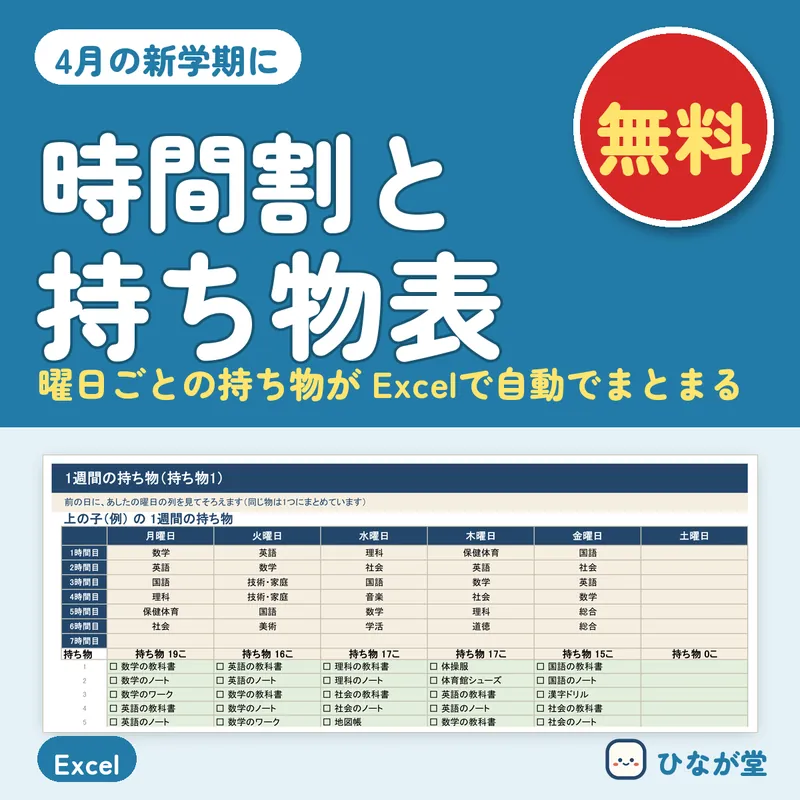 4月の新学期に
無料
時間割と
持ち物表
曜日ごとの持ち物が Excelで自動でまとまる
1週間の持ち物(持ち物1)
前の日に、あしたの曜日の列を見てそろえます(同じ物は1つにまとめています)
上の子(例) の 1週間の持ち物
月曜日 火曜日 水曜日 木曜日 金曜日 土曜日
1時間目 数学 英語 理科 保健体育 国語
2時間目 英語 数学 社会 英語 社会
3時間目 国語 技術・家庭 国語 数学 英語
4時間目 理科 技術・家庭 音楽 社会 数学
5時間目 保健体育 国語 数学 理科 総合
6時間目 社会 美術 学活 道徳 総合
7時間目
持ち物 持ち物 19こ 持ち物 16こ 持ち物 17こ 持ち物 17こ 持ち物 15こ 持ち物 0こ
1 □ 数学の教科書 □ 英語の教科書 □ 理科の教科書 □ 体操服 □ 国語の教科書
2 □ 数学のノート □ 英語のノート □ 理科のノート □ 体育館シューズ □ 国語のノート
3 □ 数学のワーク □ 数学の教科書 □ 社会の教科書 □ 英語の教科書 □ 漢字ドリル
4 □ 英語の教科書 □ 数学のノート □ 社会のノート □ 英語のノート □ 社会の教科書
5 □ 英語のノート □ 数学のワーク □ 地図帳 □ 数学の教科書 □ 社会のノート
Excel
ひなが堂